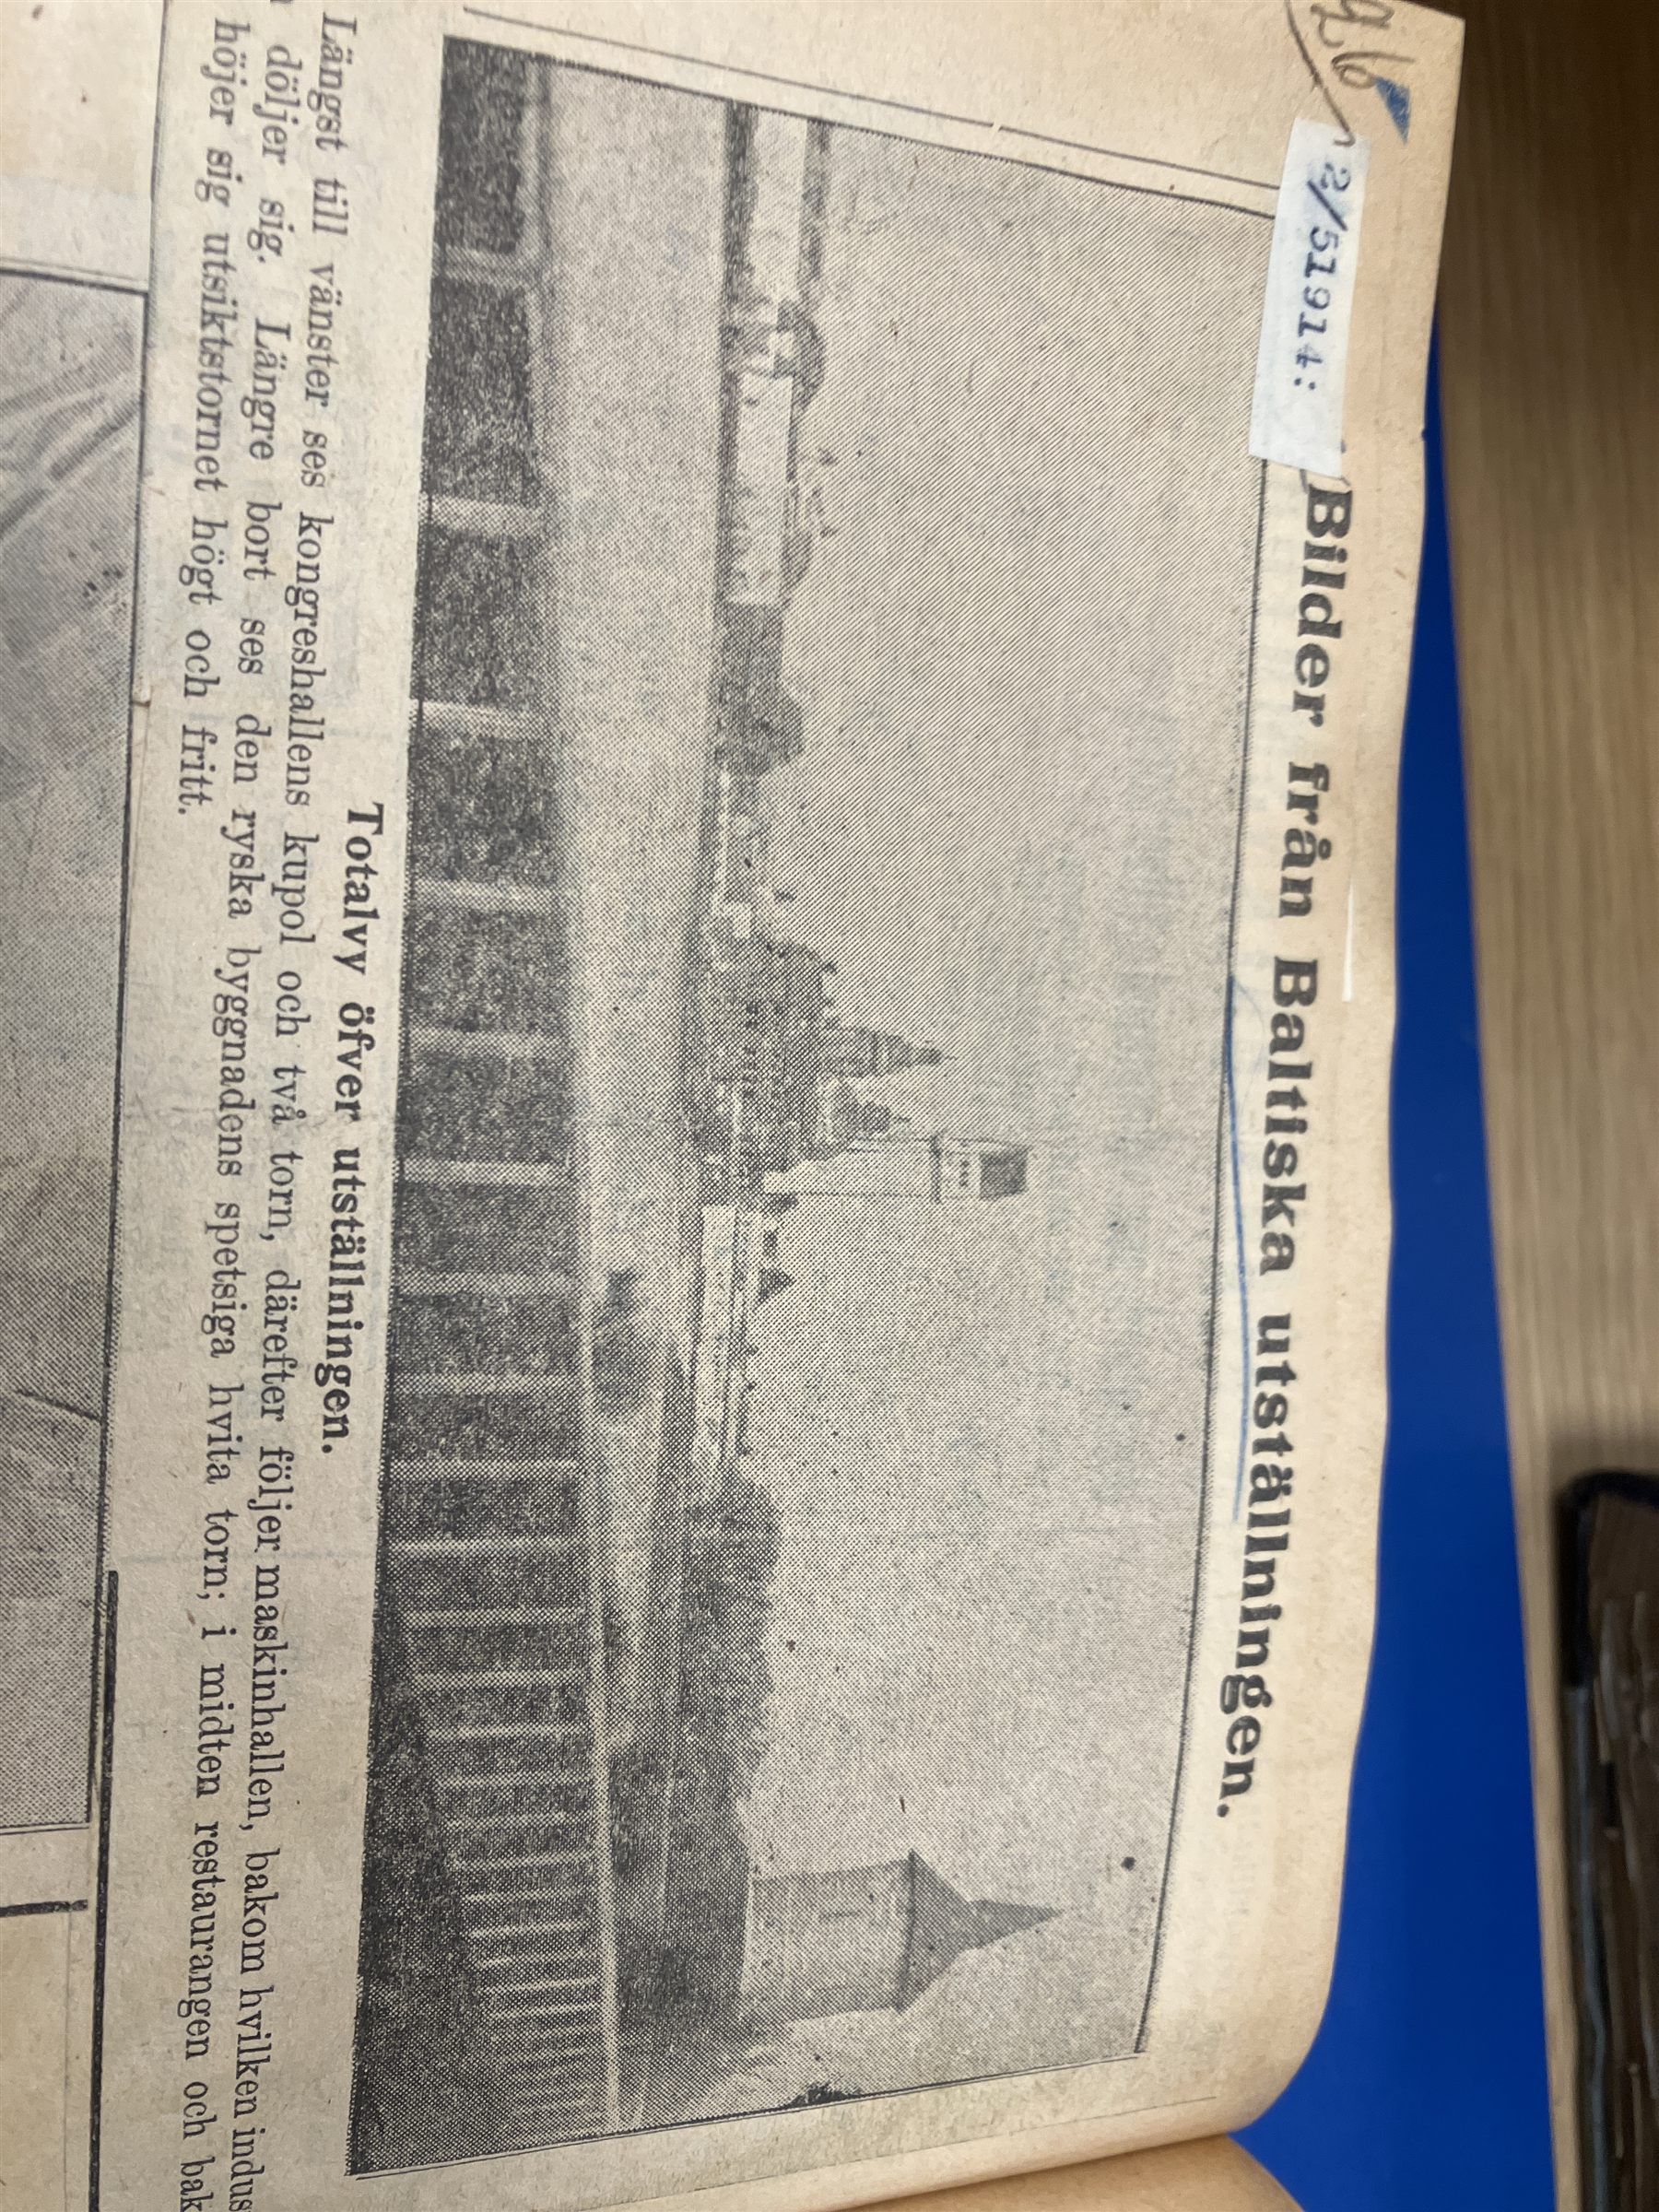 2/51914:
Bilder från Baltiska utställningen.
Totalvy öfver utställningen.
Längst till vänster ses kongreshallens kupol och två torn, därefter följer maskinhallen, bakom hvilken indus
döljer sig. Längre bort ses den ryska byggnadens spetsiga hvita torn; i midten restaurangen och bak
höjer sig utsiktstornet högt och fritt.